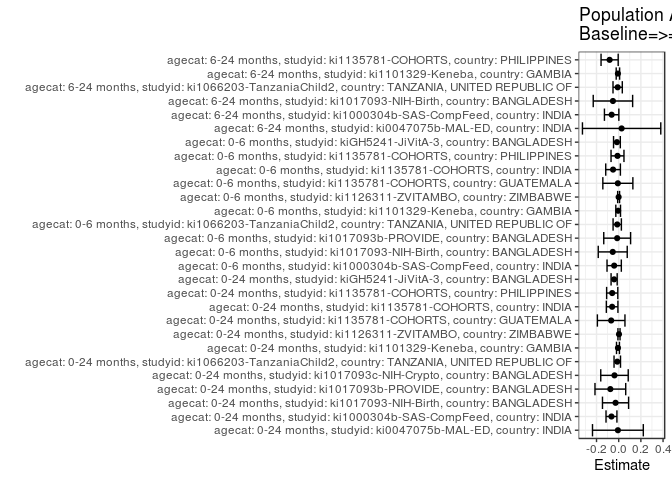 Population A
Baseline=>=
agecat: 6-24 months, studyid: ki1135781-COHORTS, country: PHILIPPINES
agecat: 6-24 months, studyid: ki1101329-Keneba, country: GAMBIA
agecat: 6-24 months, studyid: ki1066203-TanzaniaChild2, country: TANZANIA, UNITED REPUBLIC OF
agecat: 6-24 months, studyid: ki1017093-NIH-Birth, country: BANGLADESH
agecat: 6-24 months, studyid: ki1000304b-SAS-CompFeed, country: INDIA
agecat: 6-24 months, studyid: ki0047075b-MAL-ED, country: INDIA
agecat: 0-6 months, studyid: kiGH5241-JiVitA-3, country: BANGLADESH
agecat: 0-6 months, studyid: ki1135781-COHORTS, country: PHILIPPINES
agecat: 0-6 months, studyid: ki1135781-COHORTS, country: INDIA
agecat: 0-6 months, studyid: ki1135781-COHORTS, country: GUATEMALA
agecat: 0-6 months, studyid: ki1126311-ZVITAMBO, country: ZIMBABWE
agecat: 0-6 months, studyid: ki1101329-Keneba, country: GAMBIA
agecat: 0-6 months, studyid: ki1066203-TanzaniaChild2, country: TANZANIA, UNITED REPUBLIC OF
agecat: 0-6 months, studyid: ki1017093b-PROVIDE, country: BANGLADESH
agecat: 0-6 months, studyid: ki1017093-NIH-Birth, country: BANGLADESH
agecat: 0-6 months, studyid: ki1000304b-SAS-CompFeed, country: INDIA
agecat: 0-24 months, studyid: kiGH5241-JiVitA-3, country: BANGLADESH
agecat: 0-24 months, studyid: ki1135781-COHORTS, country: PHILIPPINES
agecat: 0-24 months, studyid: ki1135781-COHORTS, country: INDIA
agecat: 0-24 months, studyid: ki1135781-COHORTS, country: GUATEMALA
agecat: 0-24 months, studyid: ki1126311-ZVITAMBO, country: ZIMBABWE
agecat: 0-24 months, studyid: ki1101329-Keneba, country: GAMBIA
agecat: 0-24 months, studyid: ki1066203-TanzaniaChild2, country: TANZANIA, UNITED REPUBLIC OF
agecat: 0-24 months, studyid: ki1017093c-NIH-Crypto, country: BANGLADESH
agecat: 0-24 months, studyid: ki1017093b-PROVIDE, country: BANGLADESH
agecat: 0-24 months, studyid: ki1017093-NIH-Birth, country: BANGLADESH
agecat: 0-24 months, studyid: ki1000304b-SAS-CompFeed, country: INDIA
agecat: 0-24 months, studyid: ki0047075b-MAL-ED, country: INDIA
-0.2 0.0 0.2 0.4
Estimate